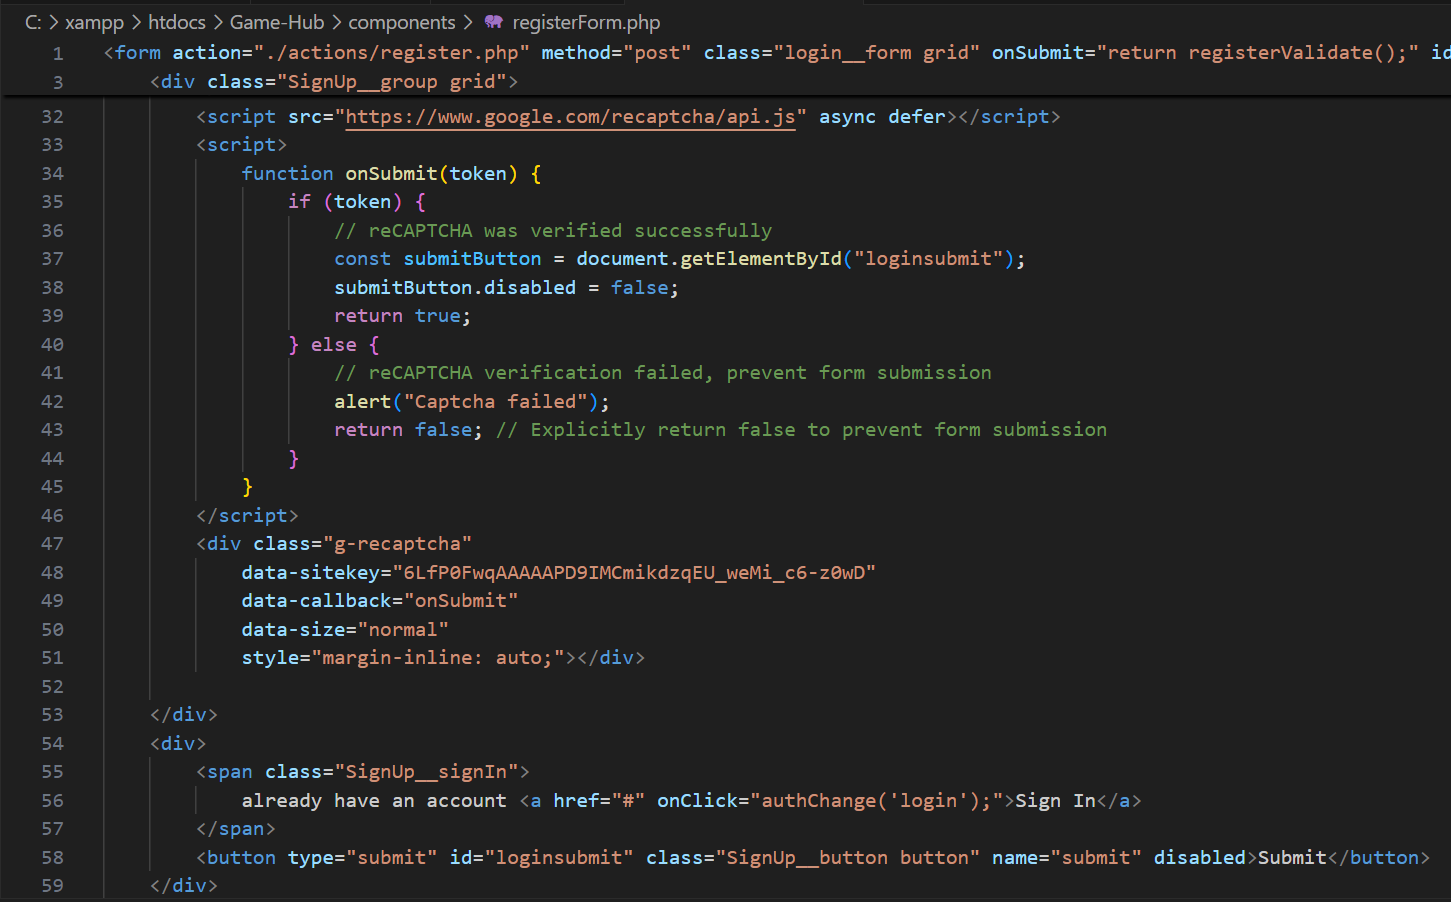 C: > xampp > htdocs > Game-Hub > components > registerForm.php
1 <form action="./actions/register.php" method="post" class="login__form grid" onSubmit="return registerValidate();" id
3 <div class="SignUp__group grid">
32 <script src="https://www.google.com/recaptcha/api.js" async defer></script>
33 <script>
34 function onSubmit(token) {
35 if (token) {
36 // reCAPTCHA was verified successfully
37 const submitButton = document.getElementById("loginsubmit");
38 submitButton.disabled = false;
39 return true;
40 } else {
41 // reCAPTCHA verification failed, prevent form submission
42 alert("Captcha failed");
43 return false; // Explicitly return false to prevent form submission
44 }
45 }
46 </script>
47 <div class="g-recaptcha"
48 data-sitekey="6LfP0FwqAAAAAPD9IMCmikdzqEU_weMi_c6-z0wD"
49 data-callback="onSubmit"
50 data-size="normal"
51 style="margin-inline: auto;"></div>
52
53 </div>
54 <div>
55 <span class="SignUp__signIn">
56 already have an account <a href="#" onClick="authChange('login');">Sign In</a>
57 </span>
58 <button type="submit" id="loginsubmit" class="SignUp__button button" name="submit" disabled>Submit</button>
59 </div>